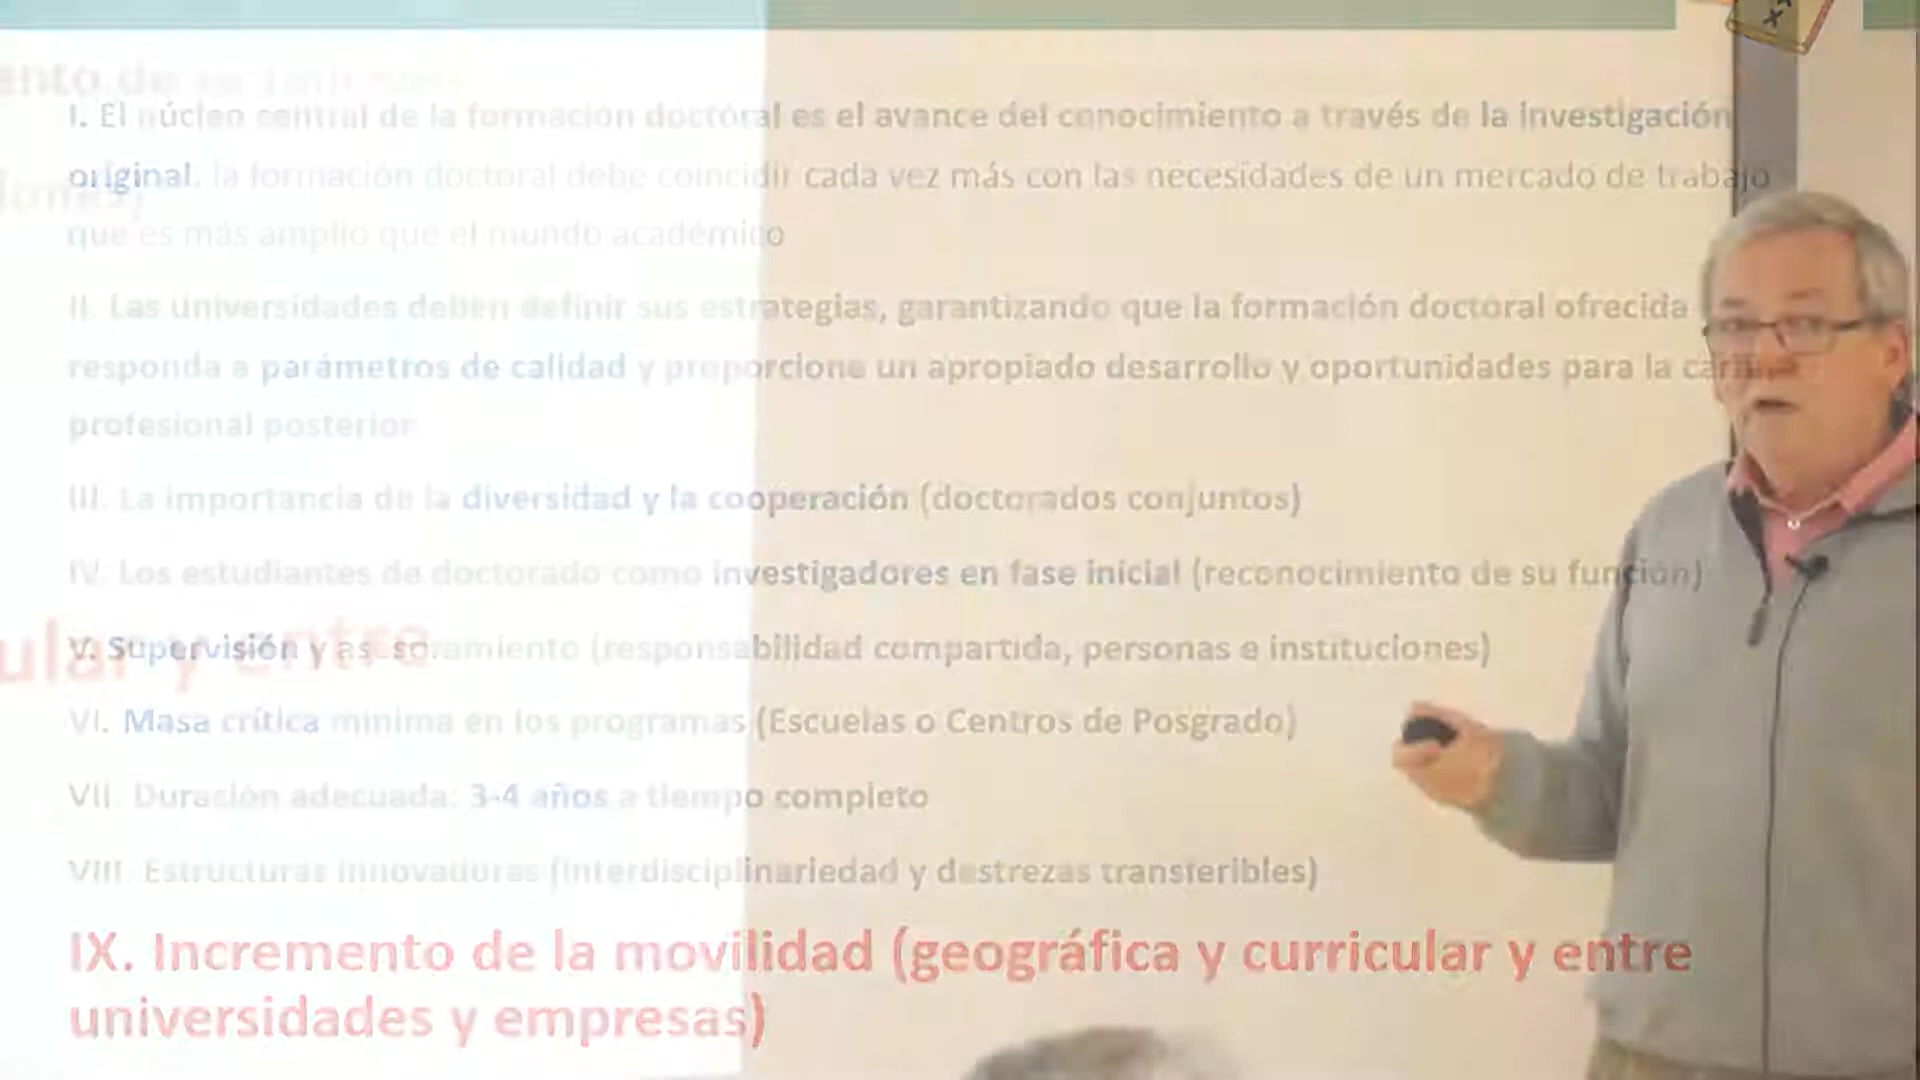 ento de
I. El núcleo central de la formación doctoral es el avance del conocimiento a través de la investigación
original. la formación doctoral debe coincidir cada vez más con las necesidades de un mercado de trabajo
que es más amplio que el mundo académico
II. Las universidades deben definir sus estrategias, garantizando que la formación doctoral ofrecida
responda a parámetros de calidad y proporcione un apropiado desarrollo y oportunidades para la
profesional posterior
III. La importancia de la diversidad y la cooperación (doctorados conjuntos)
IV. Los estudiantes de doctorado como investigadores en fase inicial (reconocimiento de su función)
ular y entre
V. Supervisión y asesoramiento (responsabilidad compartida, personas e instituciones)
VI. Masa crítica mínima en los programas (Escuelas o Centros de Posgrado)
VII. Duración adecuada: 3-4 años a tiempo completo
VIII. Estructuras innovadoras (interdisciplinariedad y destrezas transferibles)
IX. Incremento de la movilidad (geográfica y curricular y entre
universidades y empresas)